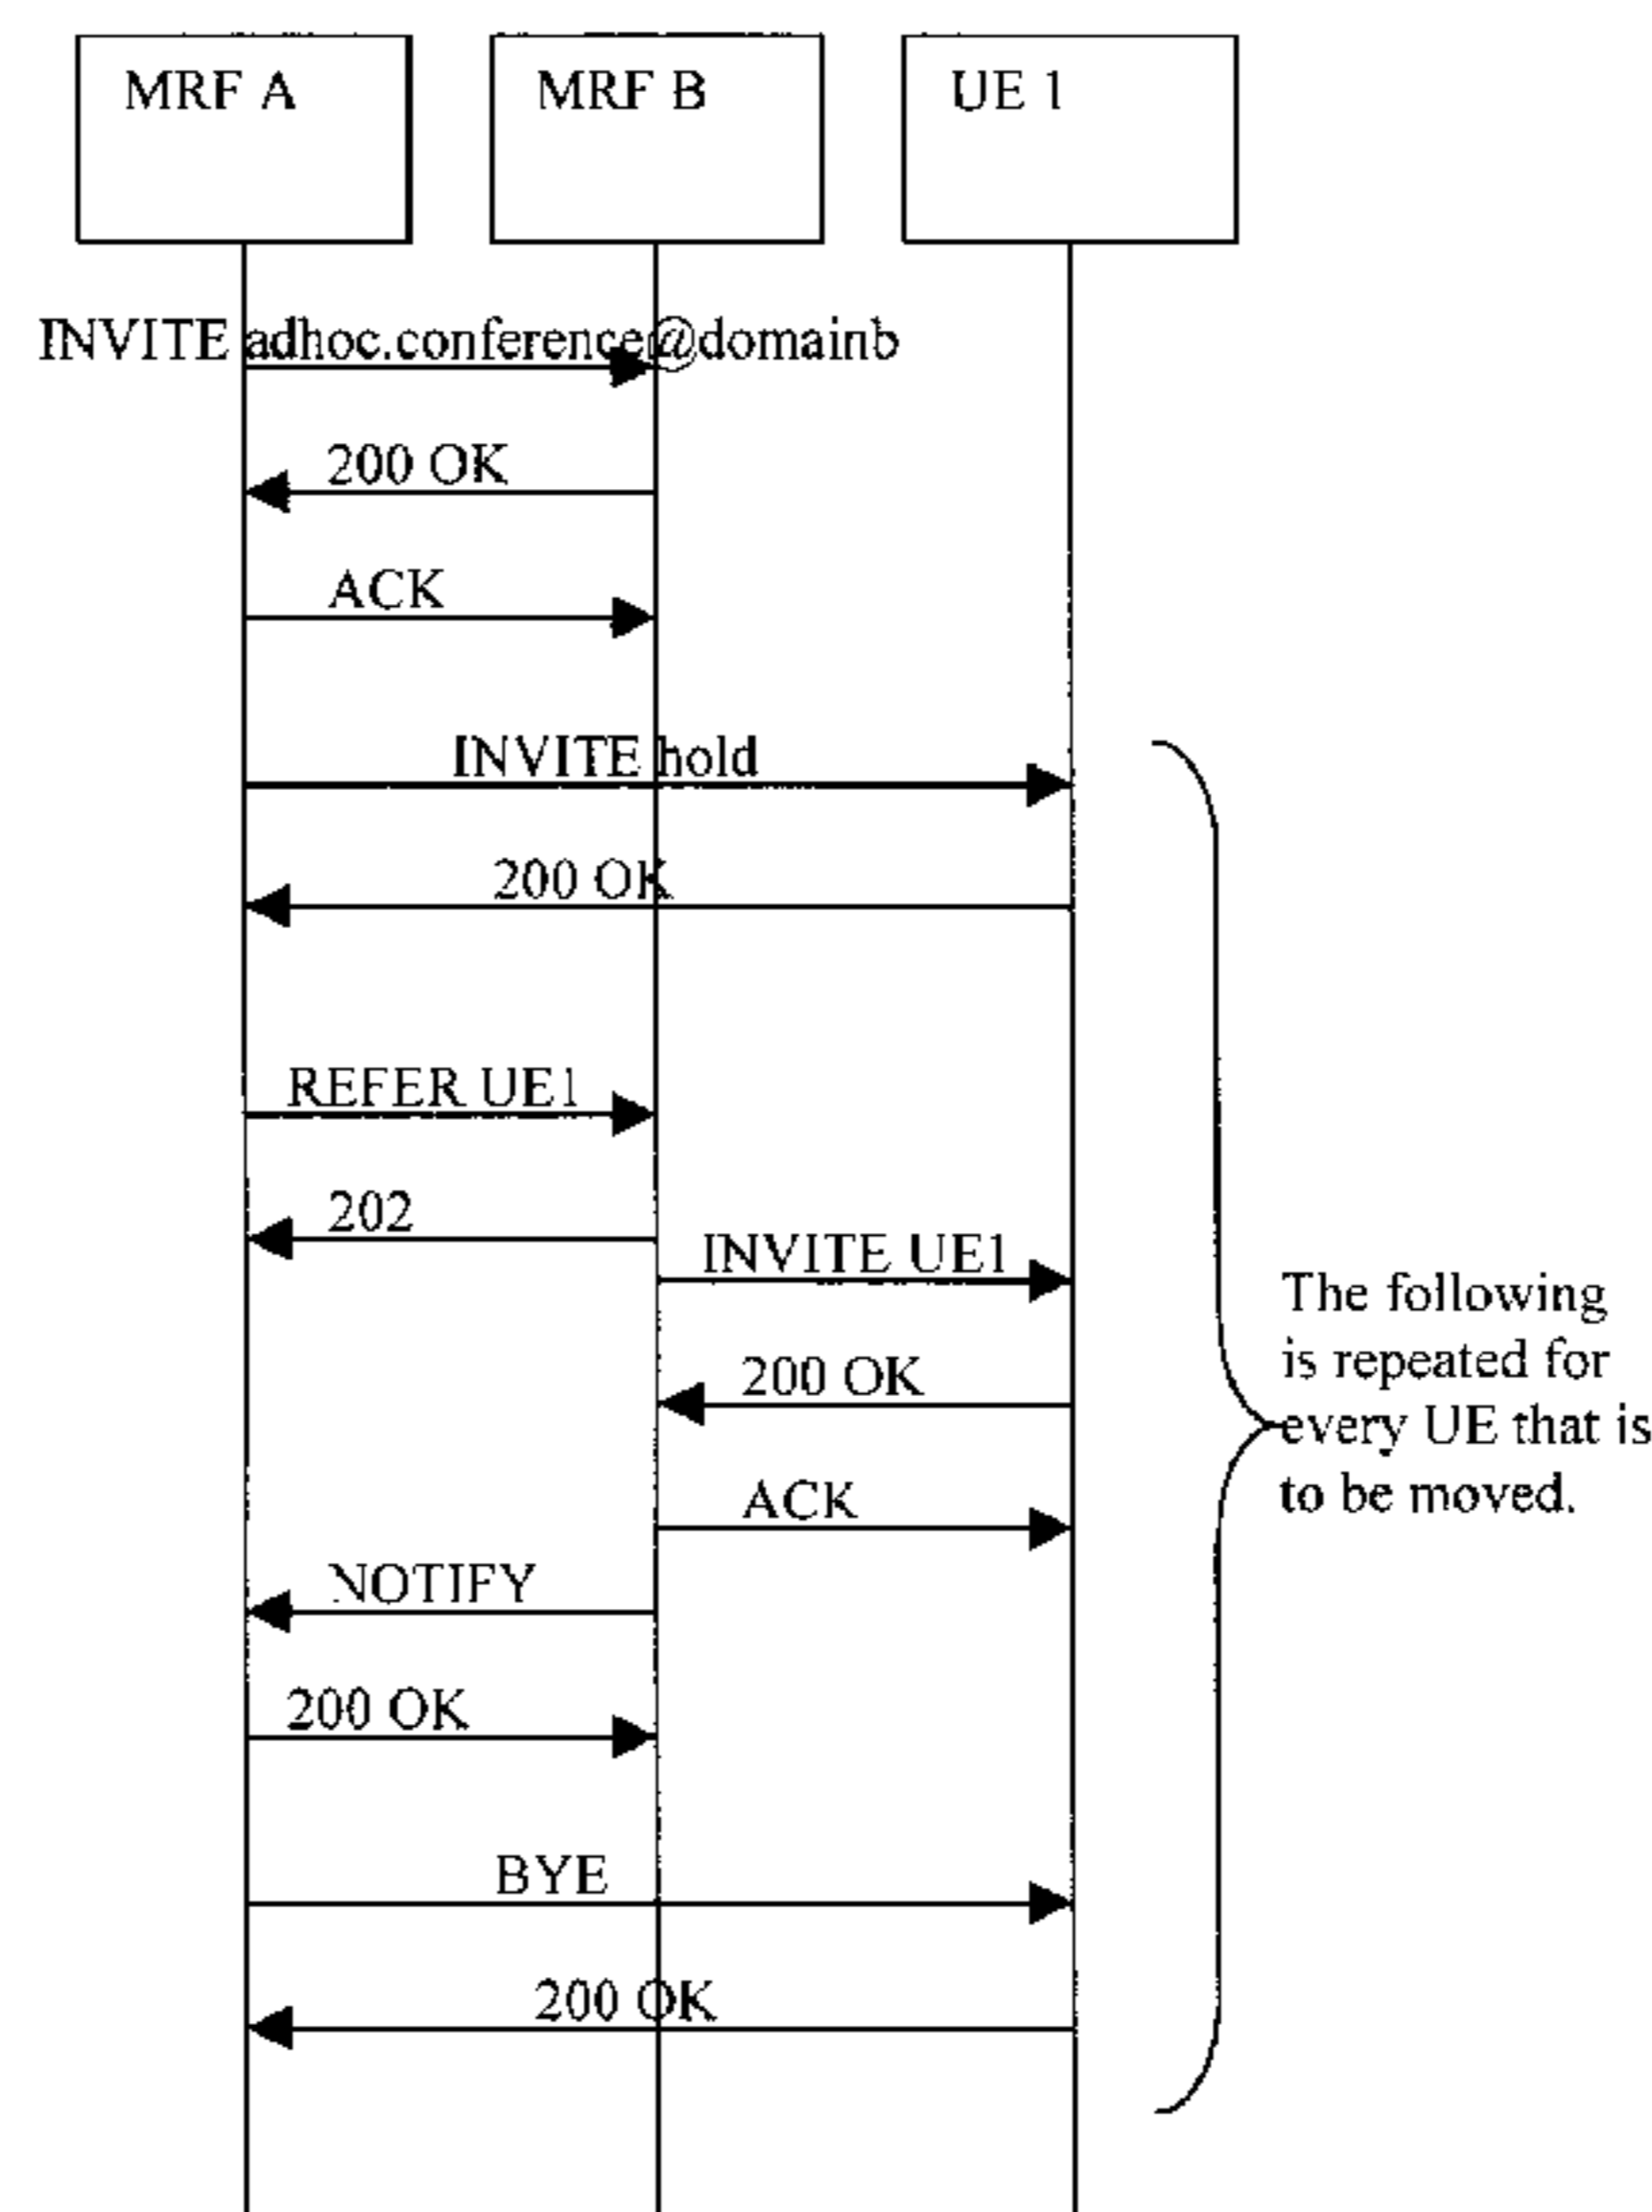 MRF A
MRF B
UE 1
INVITE adhoc.conference@domainb
200 OK
ACK
INVITE hold
200 OK
REFER UE1
202
INVITE UE1
200 OK
ACK
NOTIFY
200 OK
BYE
200 OK
The following
is repeated for
every UE that is
to be moved.